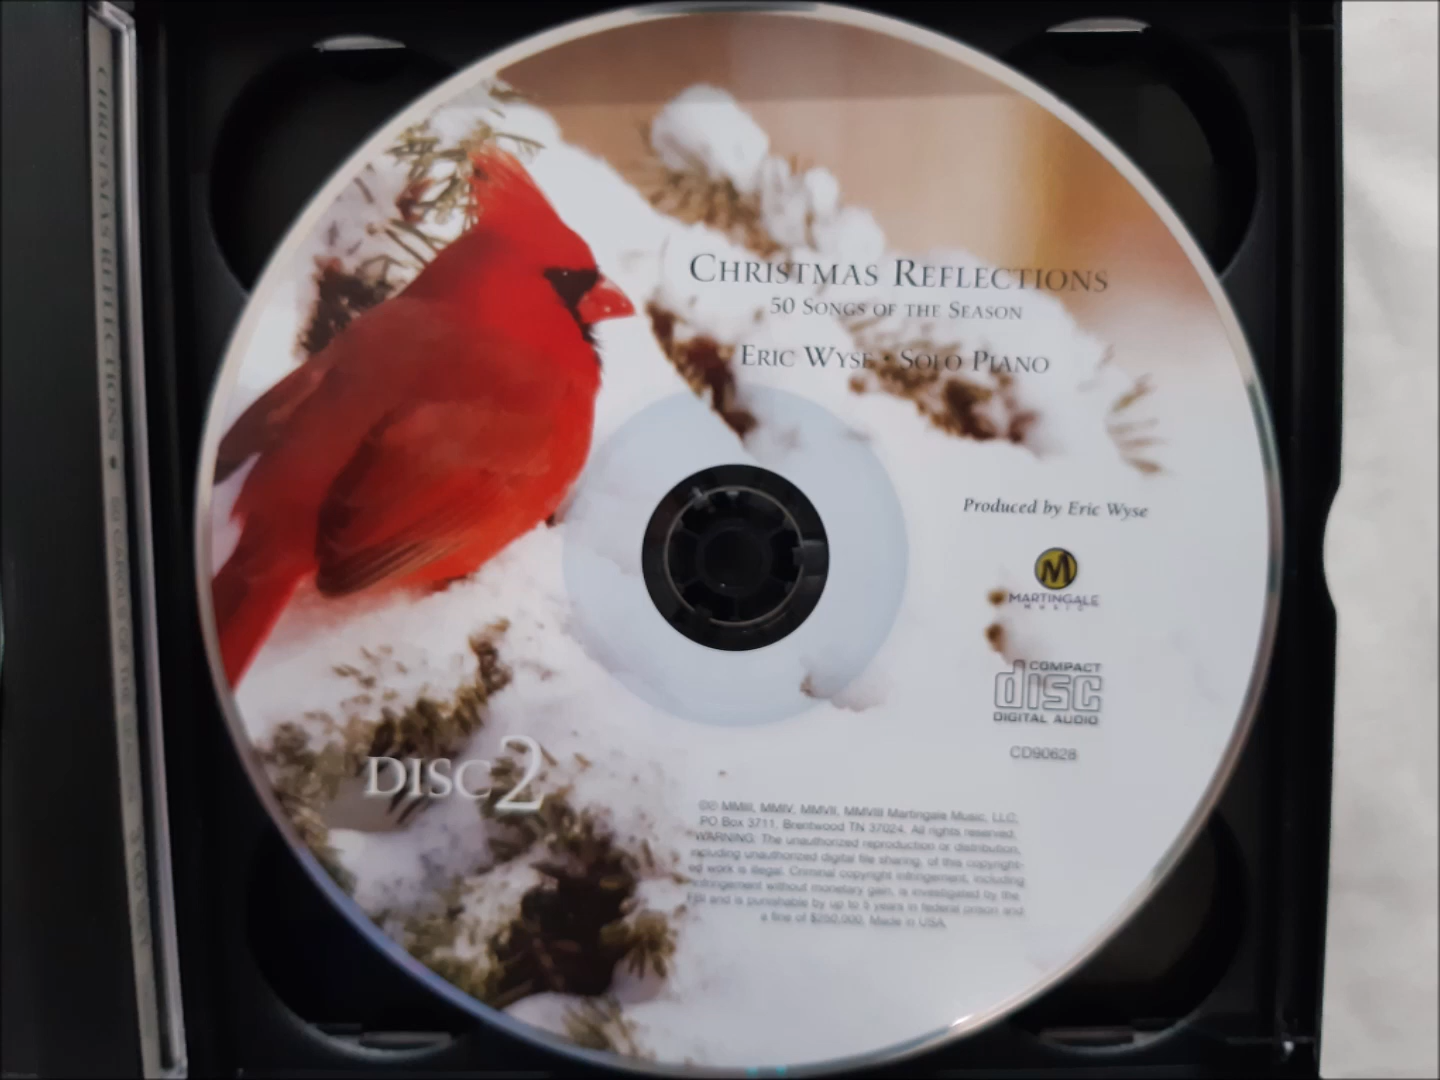 CHRISTMAS REFLECTIONS
50 SONGS OF THE SEASON
ERIC WYSE • SOLO PIANO
Produced by Eric Wyse
M
MARTINGALE
MUSIC
COMPACT
disc
DIGITAL AUDIO
CD90628
DISC 2
©℗ MMIII, MMIV, MMVII, MMVIII Martingale Music, LLC,
PO Box 3711, Brentwood TN 37024. All rights reserved.
WARNING: The unauthorized reproduction or distribution,
including unauthorized digital file sharing, of this copyright-
ed work is illegal. Criminal copyright infringement, including
infringement without monetary gain, is investigated by the
FBI and is punishable by up to 5 years in federal prison and
a fine of $250,000. Made in USA.
CHRISTMAS REFLECTIONS •